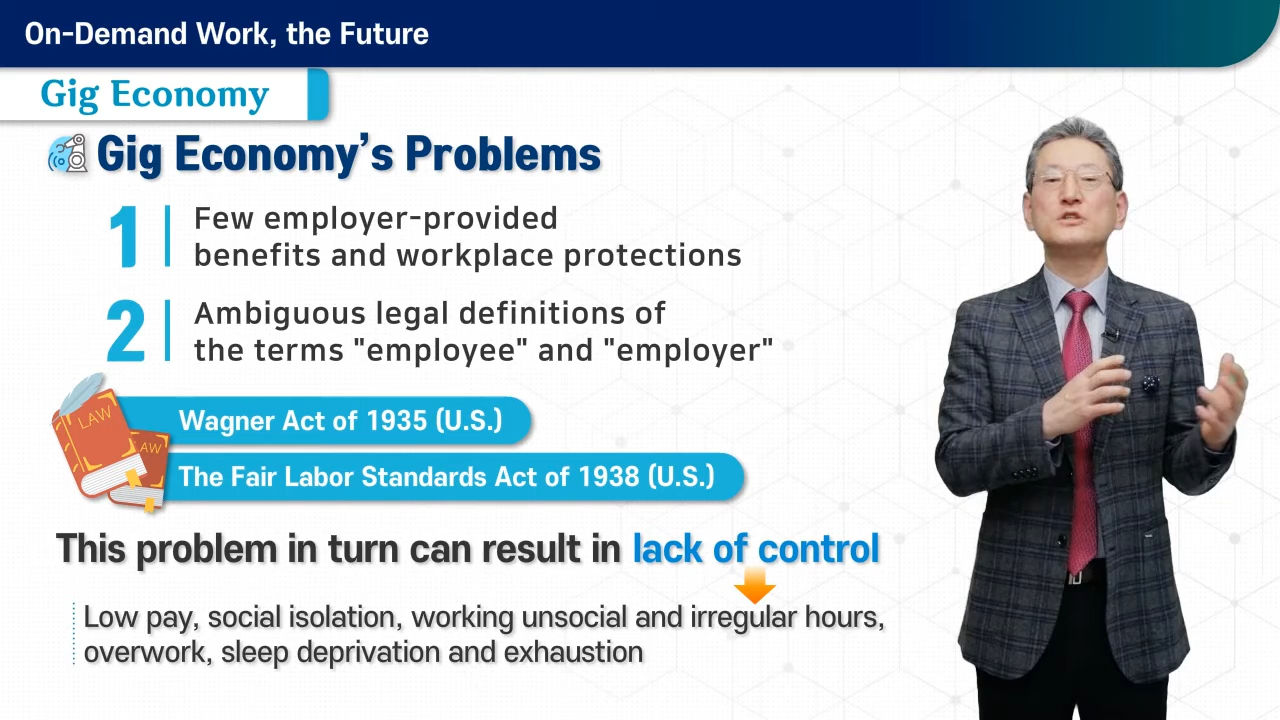 On-Demand Work, the Future
Gig Economy
Gig Economy's Problems
1
Few employer-provided
benefits and workplace protections
2
Ambiguous legal definitions of
the terms "employee" and "employer"
LAW
AW
Wagner Act of 1935 (U.S.)
The Fair Labor Standards Act of 1938 (U.S.)
This problem in turn can result in lack of control
Low pay, social isolation, working unsocial and irregular hours,
overwork, sleep deprivation and exhaustion